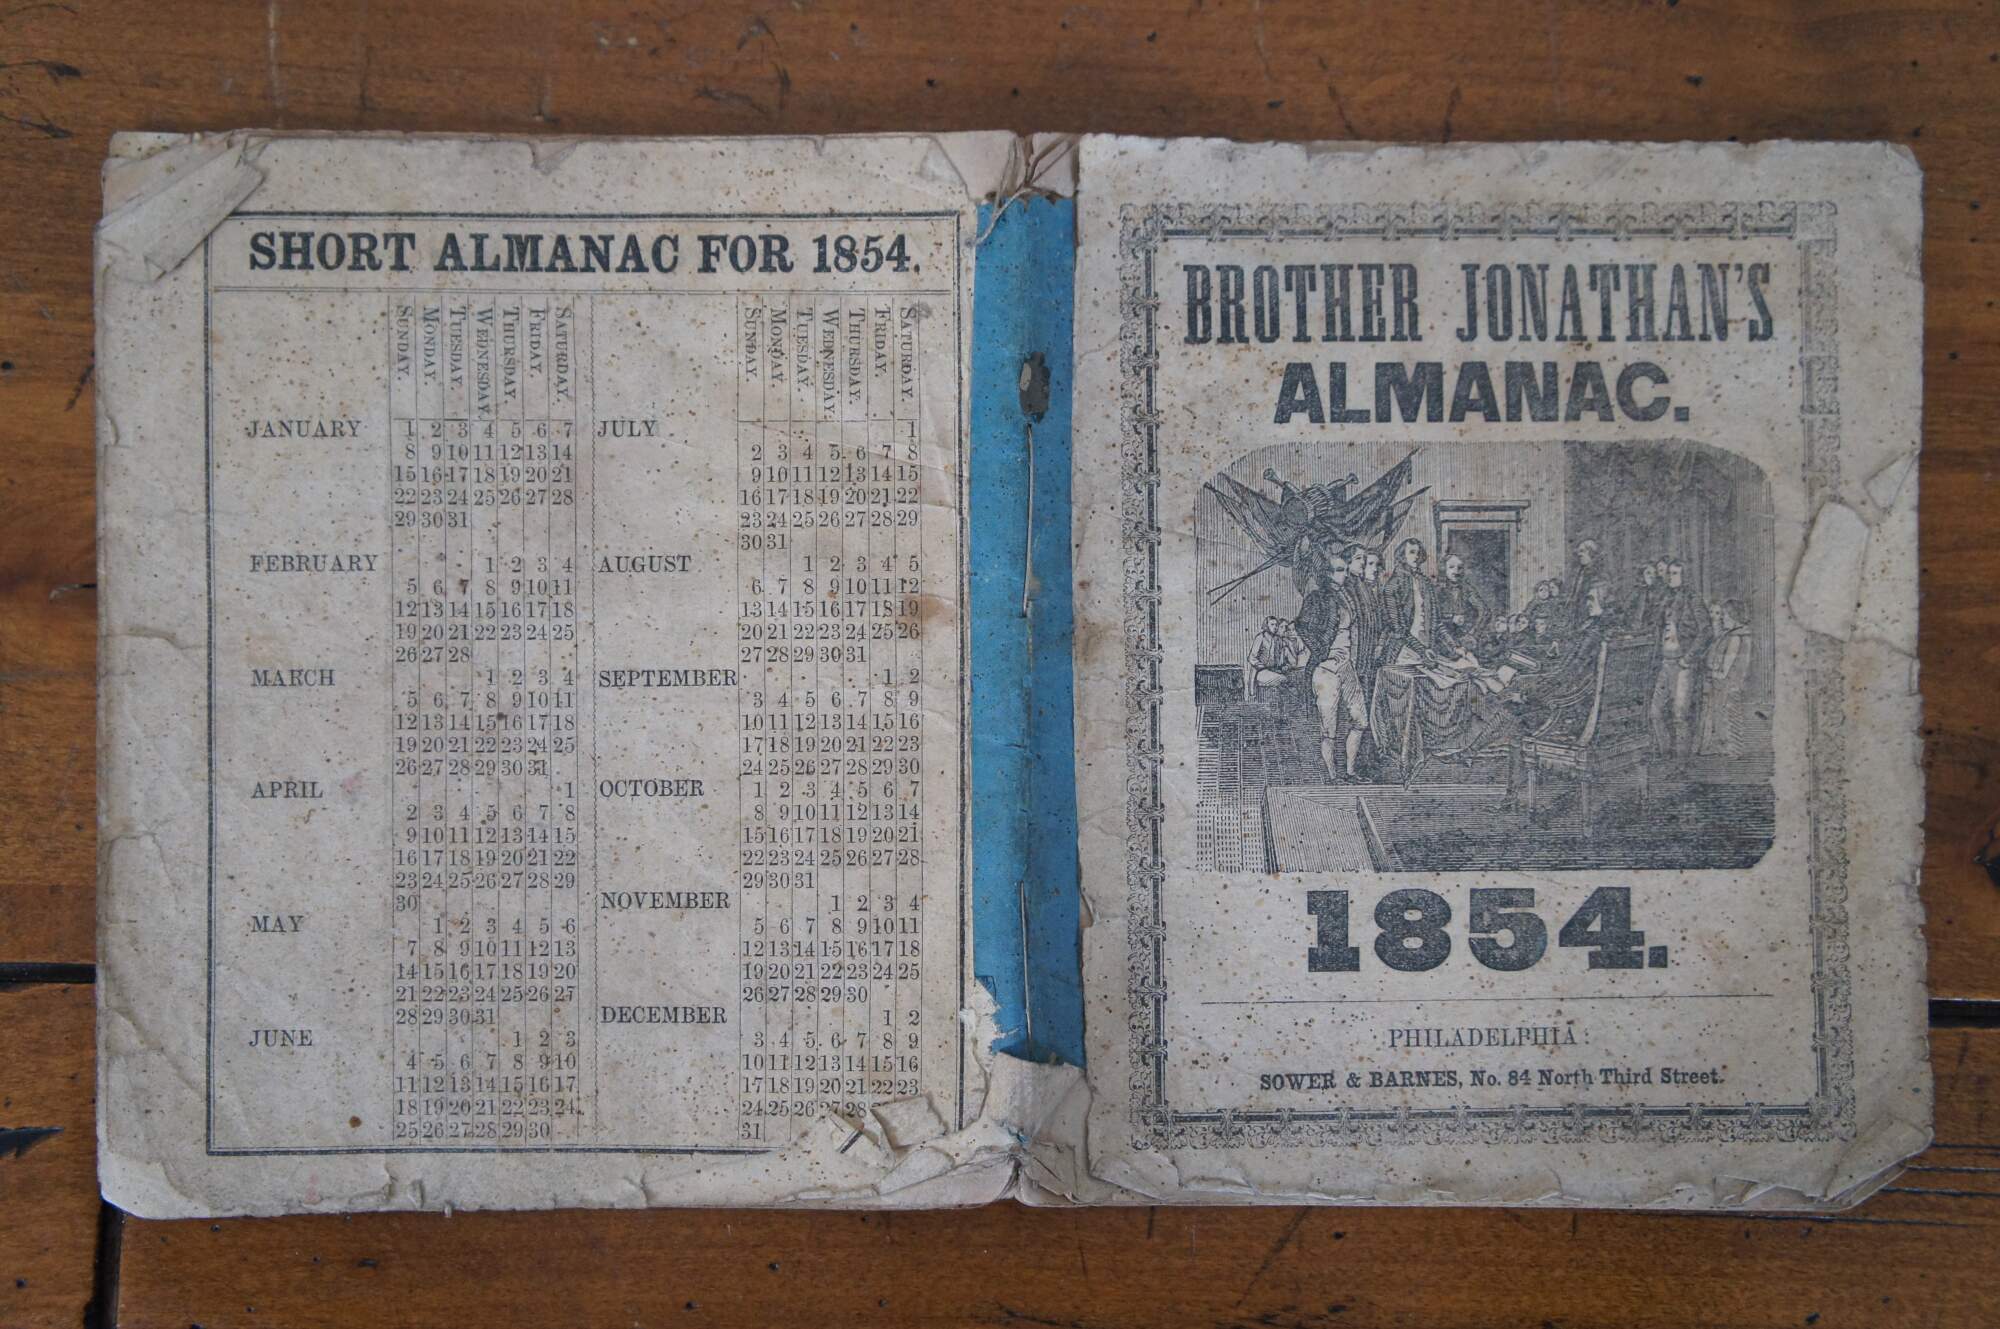 SHORT ALMANAC FOR 1854.
SUNDAY. MONDAY. TUESDAY. WEDNESDAY. THURSDAY. FRIDAY. SATURDAY.
JANUARY 1 2 3 4 5 6 7
8 9 10 11 12 13 14
15 16 17 18 19 20 21
22 23 24 25 26 27 28
29 30 31
FEBRUARY 1 2 3 4
5 6 7 8 9 10 11
12 13 14 15 16 17 18
19 20 21 22 23 24 25
26 27 28
MARCH 1 2 3 4
5 6 7 8 9 10 11
12 13 14 15 16 17 18
19 20 21 22 23 24 25
26 27 28 29 30 31
APRIL 1
2 3 4 5 6 7 8
9 10 11 12 13 14 15
16 17 18 19 20 21 22
23 24 25 26 27 28 29
30
MAY 1 2 3 4 5 6
7 8 9 10 11 12 13
14 15 16 17 18 19 20
21 22 23 24 25 26 27
28 29 30 31
JUNE 1 2 3
4 5 6 7 8 9 10
11 12 13 14 15 16 17
18 19 20 21 22 23 24
25 26 27 28 29 30
SUNDAY. MONDAY. TUESDAY. WEDNESDAY. THURSDAY. FRIDAY. SATURDAY.
JULY 1
2 3 4 5 6 7 8
9 10 11 12 13 14 15
16 17 18 19 20 21 22
23 24 25 26 27 28 29
30 31
AUGUST 1 2 3 4 5
6 7 8 9 10 11 12
13 14 15 16 17 18 19
20 21 22 23 24 25 26
27 28 29 30 31
SEPTEMBER 1 2
3 4 5 6 7 8 9
10 11 12 13 14 15 16
17 18 19 20 21 22 23
24 25 26 27 28 29 30
OCTOBER 1 2 3 4 5 6 7
8 9 10 11 12 13 14
15 16 17 18 19 20 21
22 23 24 25 26 27 28
29 30 31
NOVEMBER 1 2 3 4
5 6 7 8 9 10 11
12 13 14 15 16 17 18
19 20 21 22 23 24 25
26 27 28 29 30
DECEMBER 1 2
3 4 5 6 7 8 9
10 11 12 13 14 15 16
17 18 19 20 21 22 23
24 25 26 27 28
31
BROTHER JONATHAN'S
ALMANAC.
1854.
PHILADELPHIA:
SOWER & BARNES, No. 84 North Third Street.